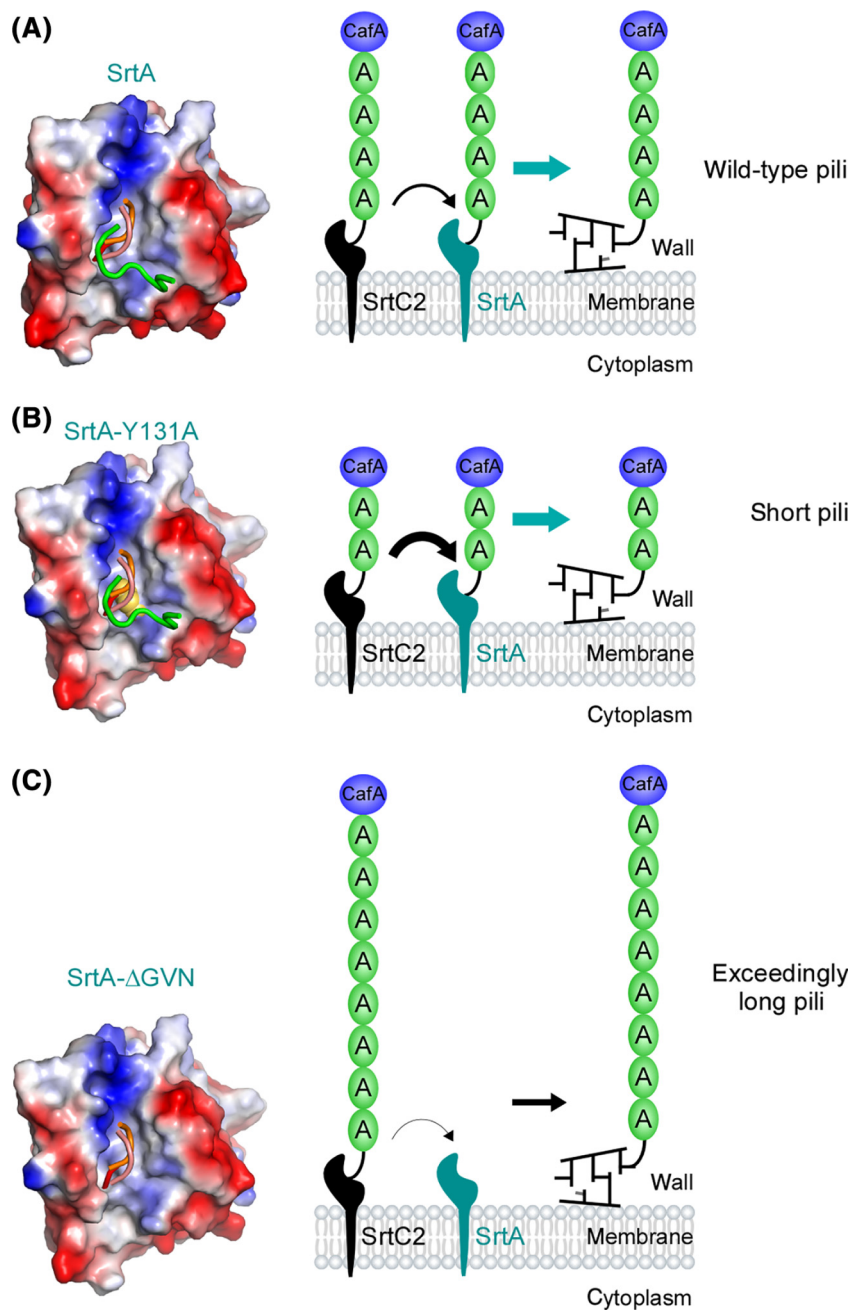 (A)
SrtA
CafA CafA CafA
A A A
A A A
A A A
A A A
Wild-type pili
Wall
SrtC2 SrtA Membrane
Cytoplasm
(B)
SrtA-Y131A
CafA CafA CafA
A A A
A A A
Short pili
Wall
SrtC2 SrtA Membrane
Cytoplasm
(C)
CafA CafA
A A
A A
A A
A A
A A
A A
A A
SrtA-ΔGVN
Exceedingly
long pili
A A
A A
Wall
SrtC2 SrtA Membrane
Cytoplasm